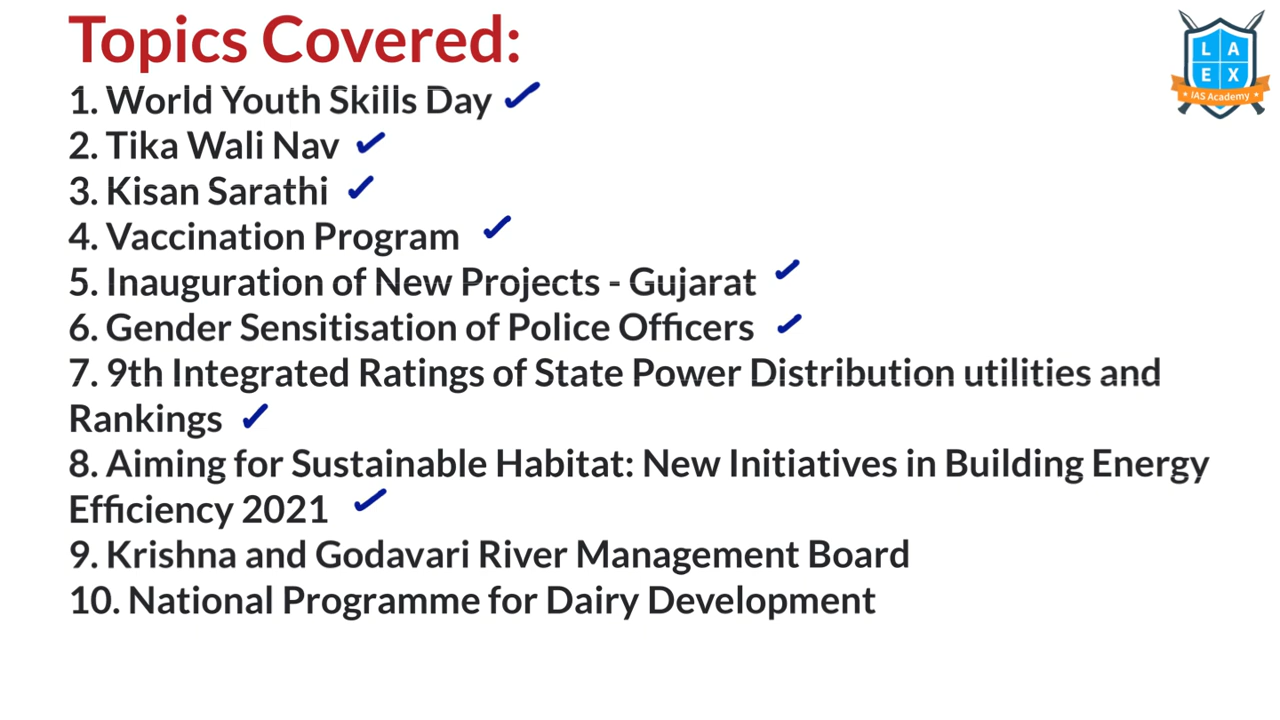 Topics Covered:
L A
E X
IAS Academy
1. World Youth Skills Day
2. Tika Wali Nav
3. Kisan Sarathi
4. Vaccination Program
5. Inauguration of New Projects - Gujarat
6. Gender Sensitisation of Police Officers
7. 9th Integrated Ratings of State Power Distribution utilities and
Rankings
8. Aiming for Sustainable Habitat: New Initiatives in Building Energy
Efficiency 2021
9. Krishna and Godavari River Management Board
10. National Programme for Dairy Development